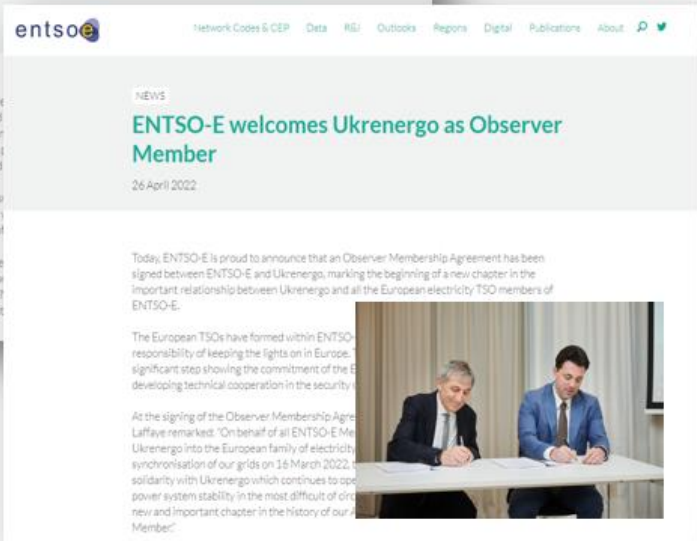 entsoe
Network Codes & CEP Data R&I Outlooks Regions Digital Publications About
NEWS
ENTSO-E welcomes Ukrenergo as Observer
Member
26 April 2022
Today, ENTSO-E is proud to announce that an Observer Membership Agreement has been
signed between ENTSO-E and Ukrenergo, marking the beginning of a new chapter in the
important relationship between Ukrenergo and all the European electricity TSO members of
ENTSO-E.
The European TSOs have formed within ENTSO-
responsibility of keeping the lights on in Europe.
significant step showing the commitment of the E
developing technical cooperation in the security
At the signing of the Observer Membership Agre
Laffaye remarked: "On behalf of all ENTSO-E Me
Ukrenergo into the European family of electricity
synchronisation of our grids on 16 March 2022,
solidarity with Ukrenergo which continues to ope
power system stability in the most difficult of circ
new and important chapter in the history of our A
Member."